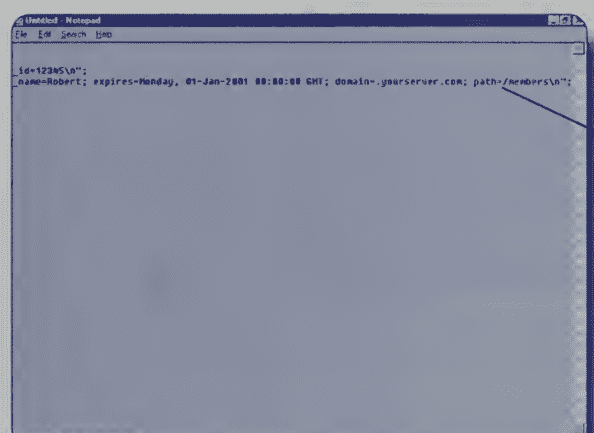 Untitled - Notepad
File Edit Search Help
_id=12345\n";
_name=Robert; expires=Monday, 01-Jan-2001 00:00:00 GMT; domain=.yourserver.com; path=/members\n";